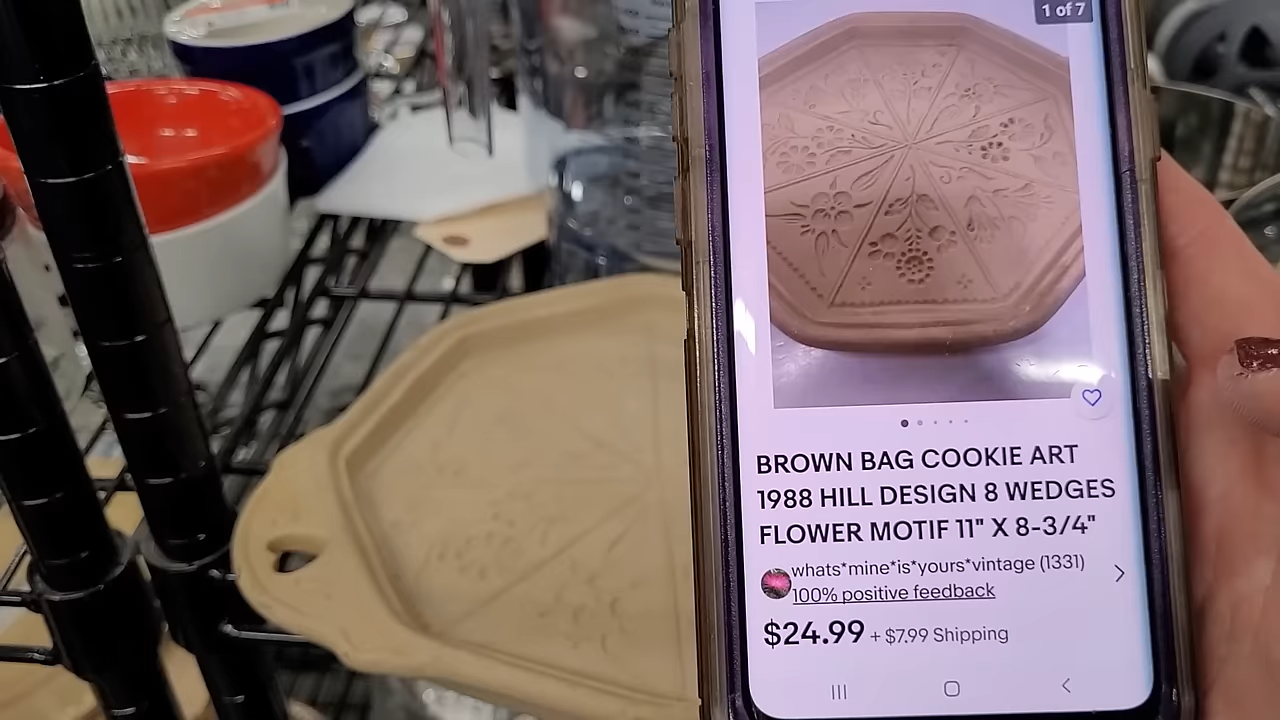 1 of 7
BROWN BAG COOKIE ART
1988 HILL DESIGN 8 WEDGES
FLOWER MOTIF 11" X 8-3/4"
whats*mine*is*yours*vintage (1331)
100% positive feedback
$24.99 + $7.99 Shipping